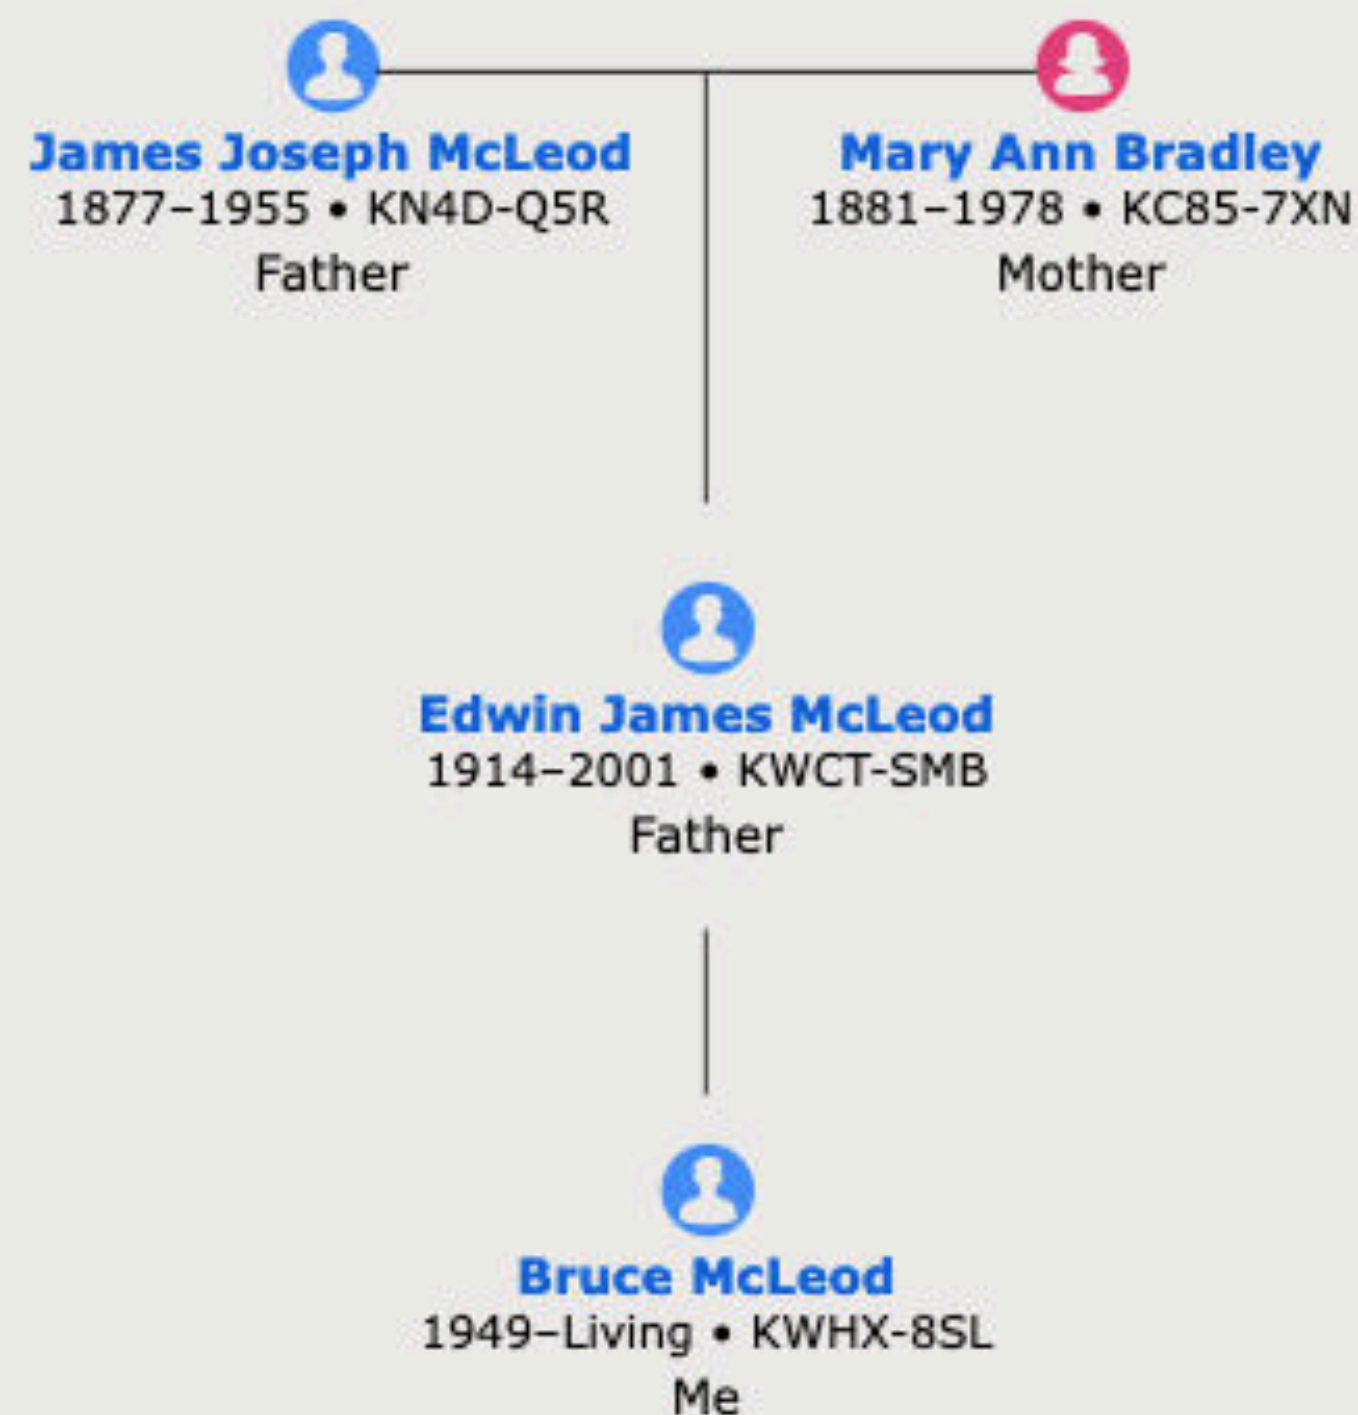 James Joseph McLeod
1877–1955 • KN4D-Q5R
Father
Mary Ann Bradley
1881–1978 • KC85-7XN
Mother
Edwin James McLeod
1914–2001 • KWCT-SMB
Father
Bruce McLeod
1949–Living • KWHX-8SL
Me